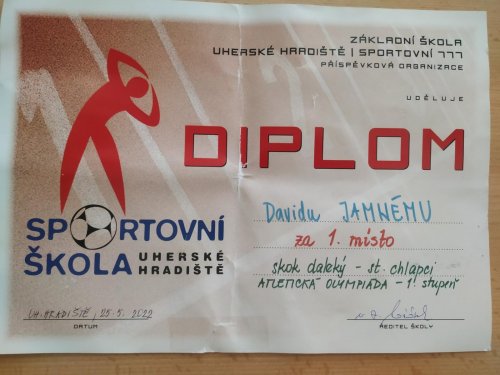 ZÁKLADNÍ ŠKOLA
UHERSKÉ HRADIŠTĚ | SPORTOVNÍ 777
PŘÍSPĚVKOVÁ ORGANIZACE
UDĚLUJE
DIPLOM
Davidu JAMNÉMU
za 1. místo
skok daleký - st. chlapci
ATLETICKÁ OLYMPIÁDA - 1. stupeň
SPORTOVNÍ
ŠKOLA UHERSKÉ
HRADIŠTĚ
UH. HRADIŠTĚ, 25.5. 2022
DATUM
ŘEDITEL ŠKOLY